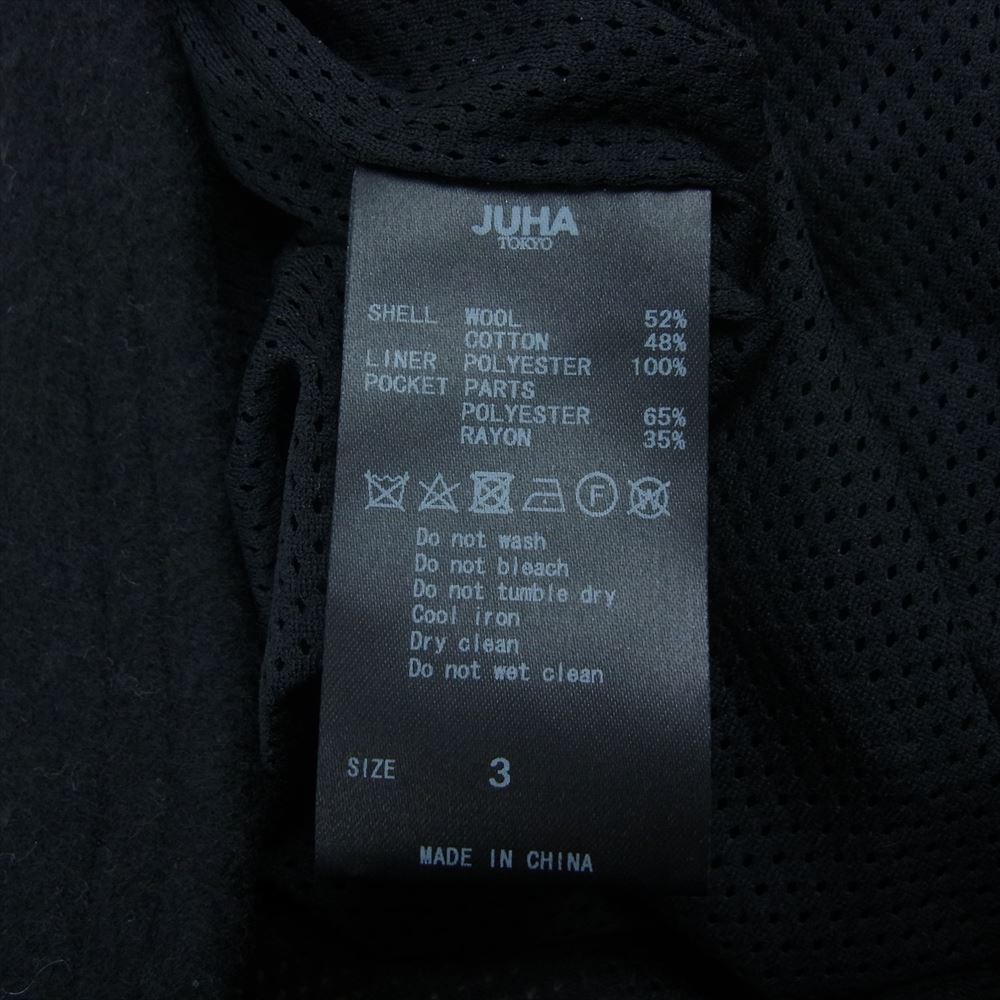 JUHA
TOKYO
SHELL WOOL 52%
COTTON 48%
LINER POLYESTER 100%
POCKET PARTS
POLYESTER 65%
RAYON 35%
F W
Do not wash
Do not bleach
Do not tumble dry
Cool iron
Dry clean
Do not wet clean
SIZE 3
MADE IN CHINA